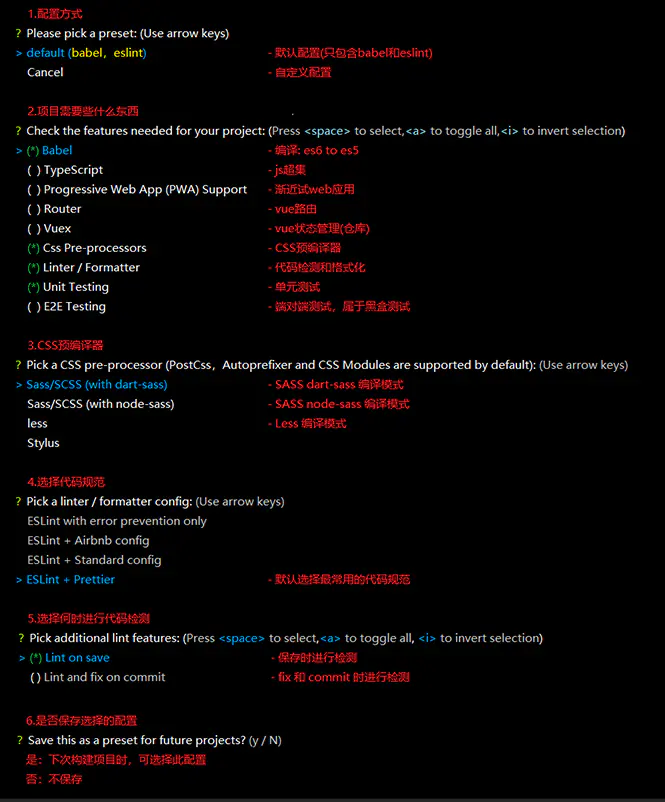 1.配置方式
? Please pick a preset: (Use arrow keys)
> default (babel，eslint) - 默认配置(只包含babel和eslint)
Cancel - 自定义配置
2.项目需要些什么东西
? Check the features needed for your project: (Press <space> to select,<a> to toggle all,<i> to invert selection)
> (*) Babel - 编译: es6 to es5
( ) TypeScript - js超集
( ) Progressive Web App (PWA) Support - 渐近试web应用
( ) Router - vue路由
( ) Vuex - vue状态管理(仓库)
(*) Css Pre-processors - CSS预编译器
(*) Linter / Formatter - 代码检测和格式化
(*) Unit Testing - 单元测试
( ) E2E Testing - 端对端测试，属于黑盒测试
3.CSS预编译器
? Pick a CSS pre-processor (PostCss，Autoprefixer and CSS Modules are supported by default): (Use arrow keys)
> Sass/SCSS (with dart-sass) - SASS dart-sass 编译模式
Sass/SCSS (with node-sass) - SASS node-sass 编译模式
less - Less 编译模式
Stylus
4.选择代码规范
? Pick a linter / formatter config: (Use arrow keys)
ESLint with error prevention only
ESLint + Airbnb config
ESLint + Standard config
> ESLint + Prettier - 默认选择最常用的代码规范
5.选择何时进行代码检测
? Pick additional lint features: (Press <space> to select,<a> to toggle all, <i> to invert selection)
> (*) Lint on save - 保存时进行检测
( ) Lint and fix on commit - fix 和 commit 时进行检测
6.是否保存选择的配置
? Save this as a preset for future projects? (y / N)
是：下次构建项目时，可选择此配置
否：不保存